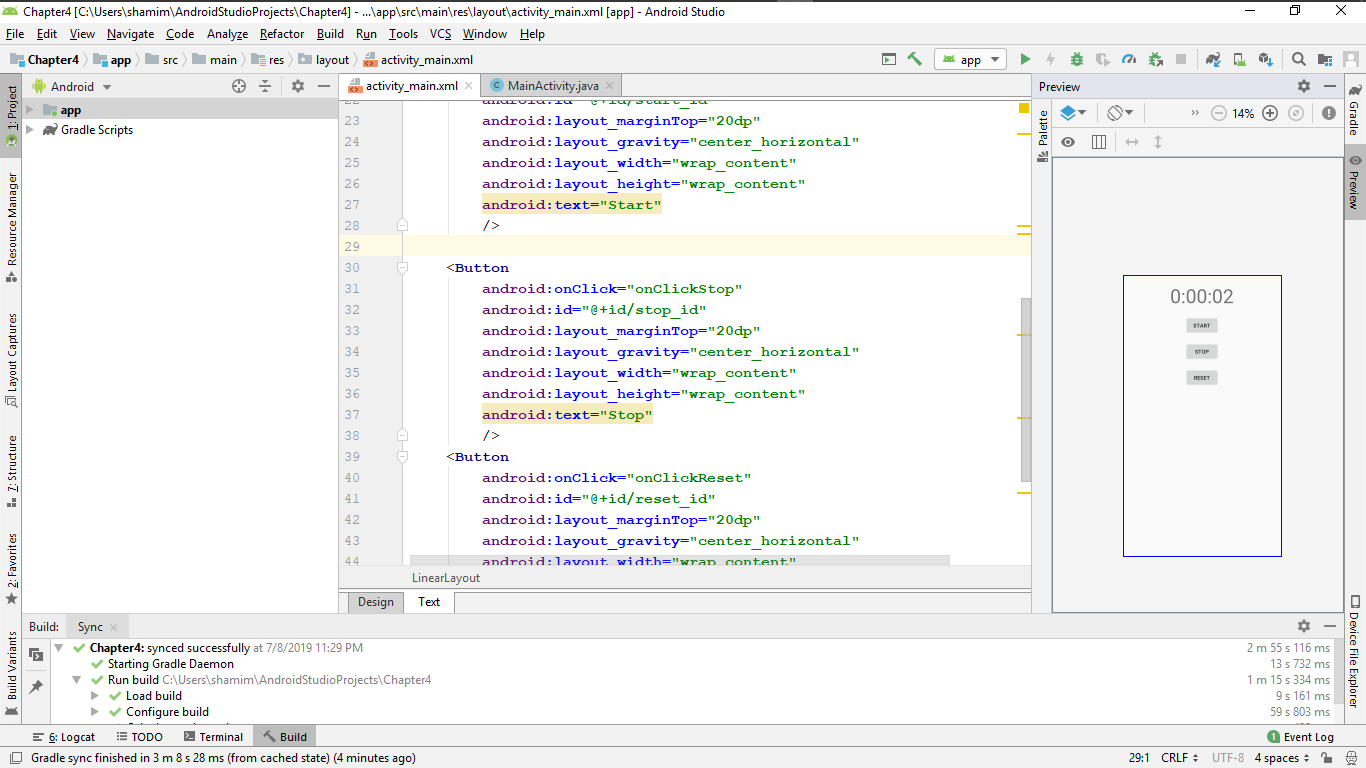 Chapter4 [C:\Users\shamim\AndroidStudioProjects\Chapter4] - ...\app\src\main\res\layout\activity_main.xml [app] - Android Studio
File Edit View Navigate Code Analyze Refactor Build Run Tools VCS Window Help
Chapter4 app src main res layout activity_main.xml
app
14%
1: Project
Resource Manager
Layout Captures
7: Structure
2: Favorites
Build Variants
Android
app
Gradle Scripts
activity_main.xml MainActivity.java
22 android:id="@+id/start_id"
23 android:layout_marginTop="20dp"
24 android:layout_gravity="center_horizontal"
25 android:layout_width="wrap_content"
26 android:layout_height="wrap_content"
27 android:text="Start"
28 />
29
30 <Button
31 android:onClick="onClickStop"
32 android:id="@+id/stop_id"
33 android:layout_marginTop="20dp"
34 android:layout_gravity="center_horizontal"
35 android:layout_width="wrap_content"
36 android:layout_height="wrap_content"
37 android:text="Stop"
38 />
39 <Button
40 android:onClick="onClickReset"
41 android:id="@+id/reset_id"
42 android:layout_marginTop="20dp"
43 android:layout_gravity="center_horizontal"
44 android:layout_width="wrap_content"
LinearLayout
Design Text
Preview
Palette
0:00:02
START
STOP
RESET
Gradle
Preview
Device File Explorer
Build: Sync
Chapter4: synced successfully at 7/8/2019 11:29 PM 2 m 55 s 116 ms
Starting Gradle Daemon 13 s 732 ms
Run build C:\Users\shamim\AndroidStudioProjects\Chapter4 1 m 15 s 334 ms
Load build 9 s 161 ms
Configure build 59 s 803 ms
6: Logcat TODO Terminal Build 1 Event Log
Gradle sync finished in 3 m 8 s 28 ms (from cached state) (4 minutes ago) 29:1 CRLF UTF-8 4 spaces